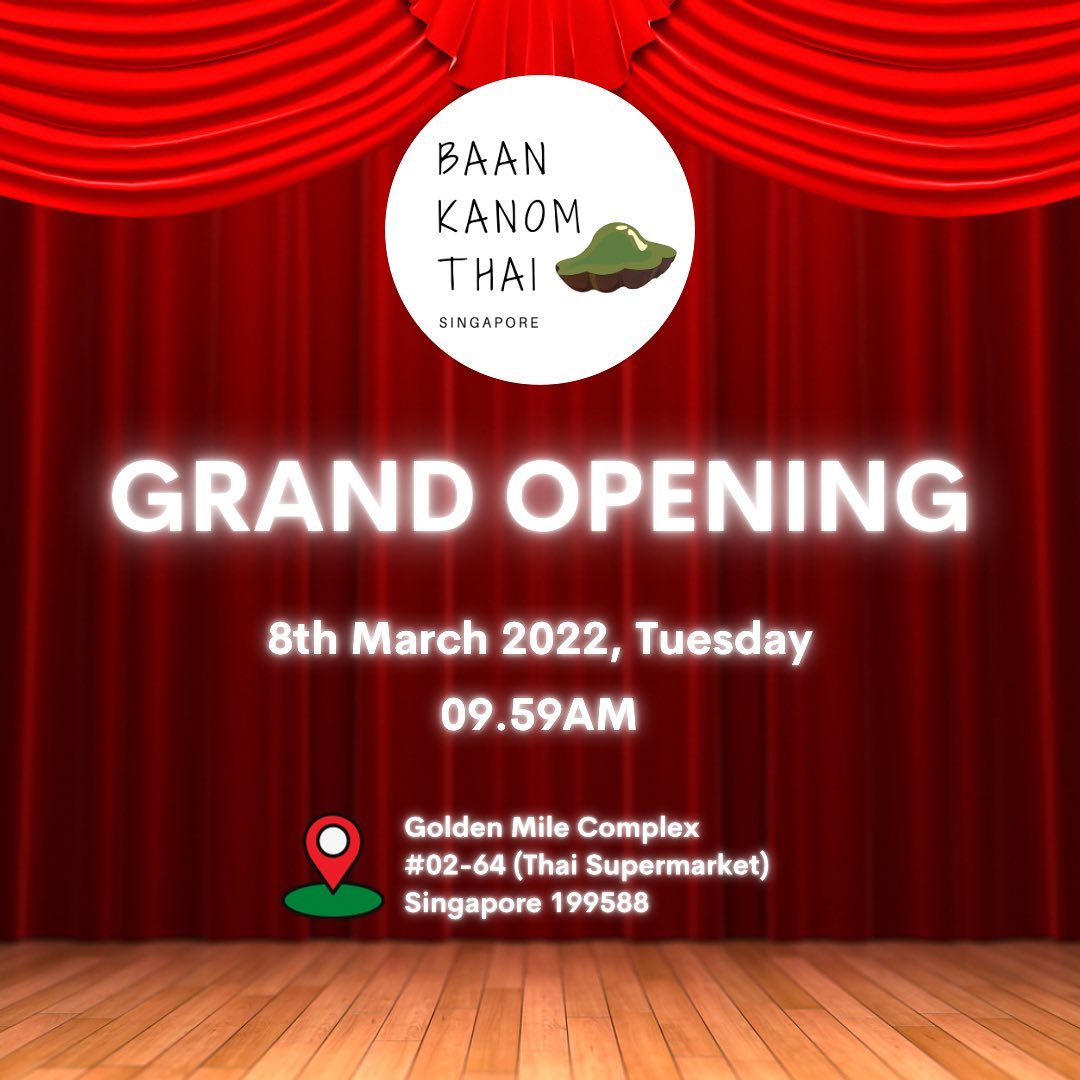 BAAN
KANOM
THAI
SINGAPORE
GRAND OPENING
8th March 2022, Tuesday
09.59AM
Golden Mile Complex
#02-64 (Thai Supermarket)
Singapore 199588